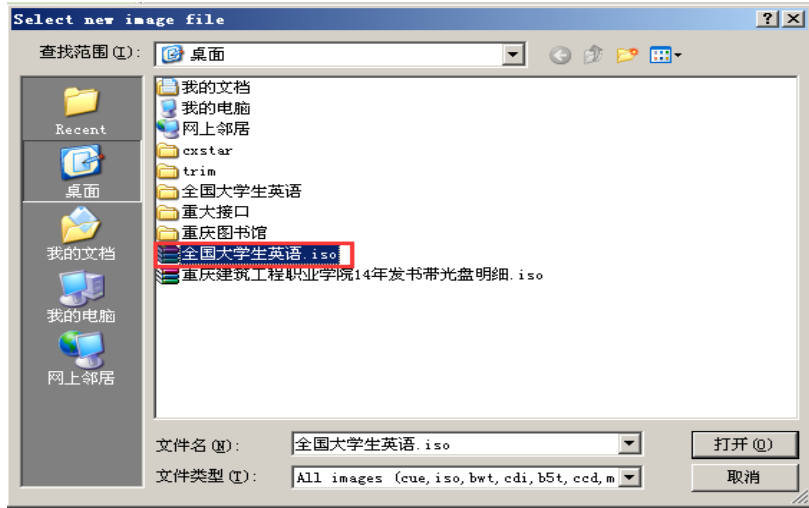 Select new image file
查找范围(I):
桌面
Recent
桌面
我的文档
我的电脑
网上邻居
我的文档
我的电脑
网上邻居
cxstar
trim
全国大学生英语
重大接口
重庆图书馆
全国大学生英语.iso
重庆建筑工程职业学院14年发书带光盘明细.iso
文件名(N):
全国大学生英语.iso
打开(O)
文件类型(T):
All images (cue,iso,bwt,cdi,b5t,ccd,m
取消